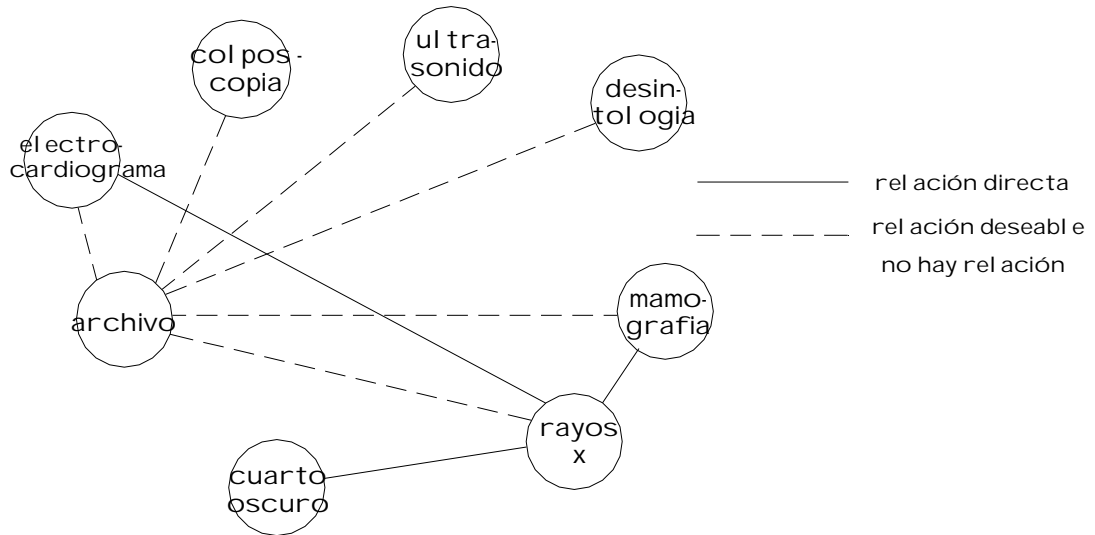 colpos-
copia
ultra-
sonido
desin-
tologia
electro-
cardiograma
relación directa
relación deseable
no hay relación
archivo
mamo-
grafia
rayos
x
cuarto
oscuro